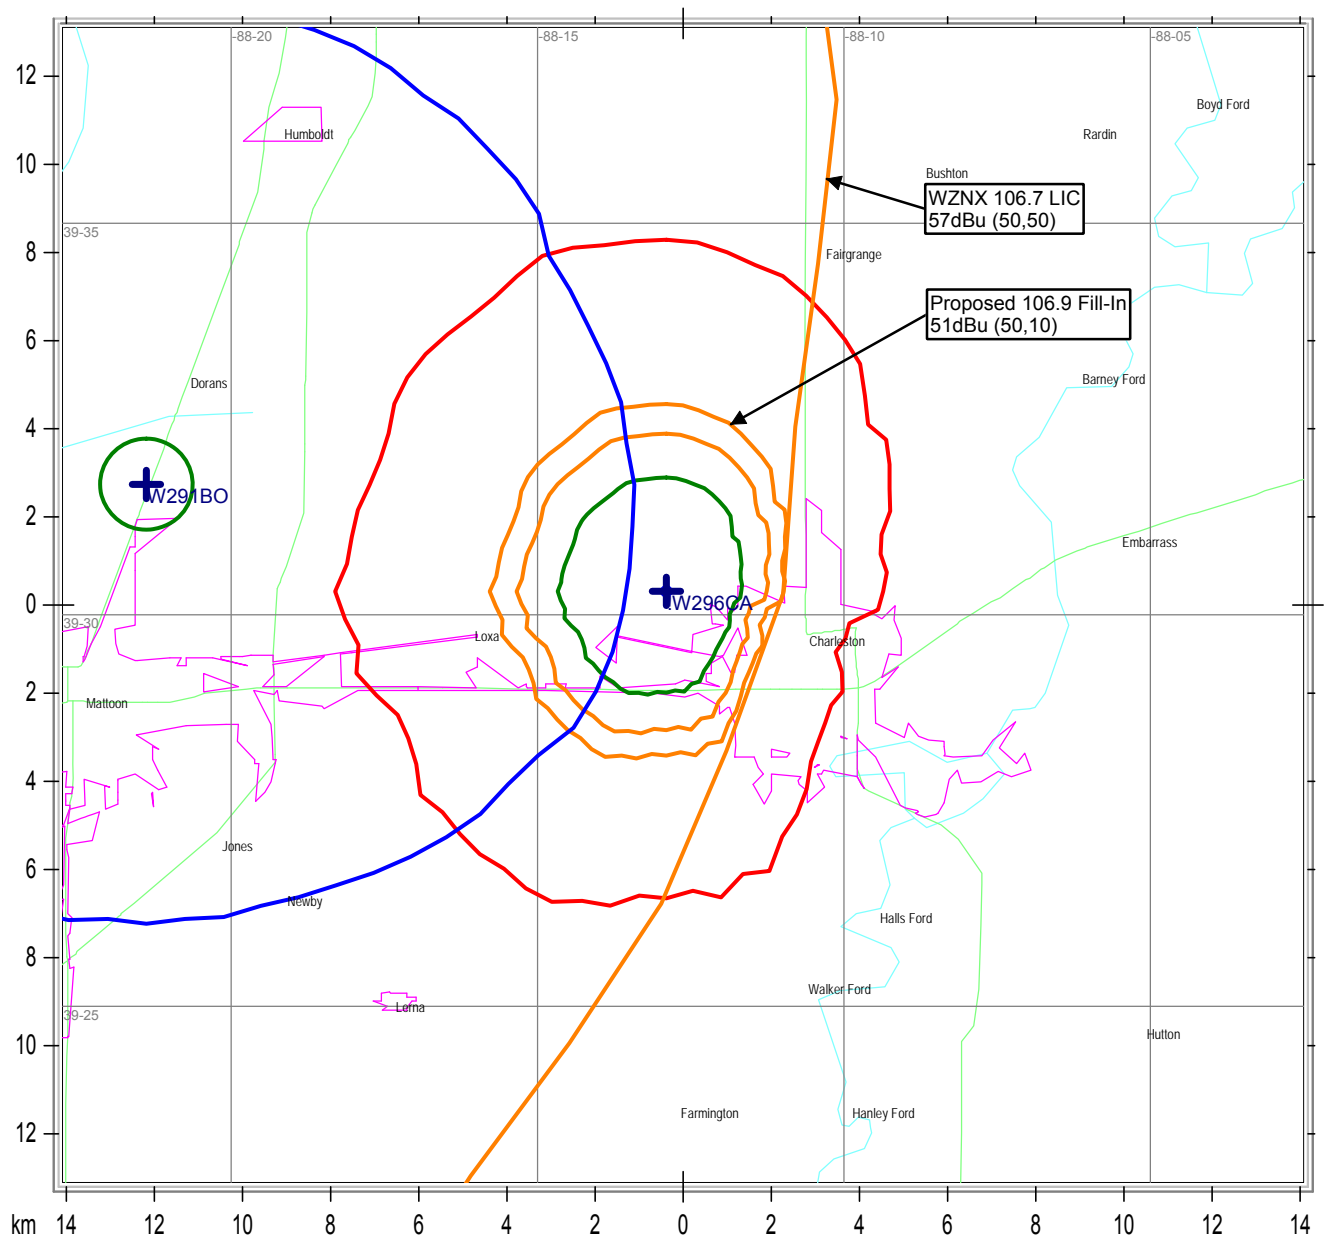 -88-20
-88-15
-88-10
-88-05
12
Boyd Ford
Humboldt
Rardin
10
Bushton
WZNX 106.7 LIC
57dBu (50,50)
39-35
8
Fairgrange
Proposed 106.9 Fill-In
51dBu (50,10)
6
Dorans
Barney Ford
4
W291BO
2
Embarrass
W296CA
0
39-30
Loxa
Charleston
2
Mattoon
4
Jones
6
Newby
Halls Ford
8
Walker Ford
Lerna
39-25
Hutton
10
Farmington
Hanley Ford
12
km 14 12 10 8 6 4 2 0 2 4 6 8 10 12 14